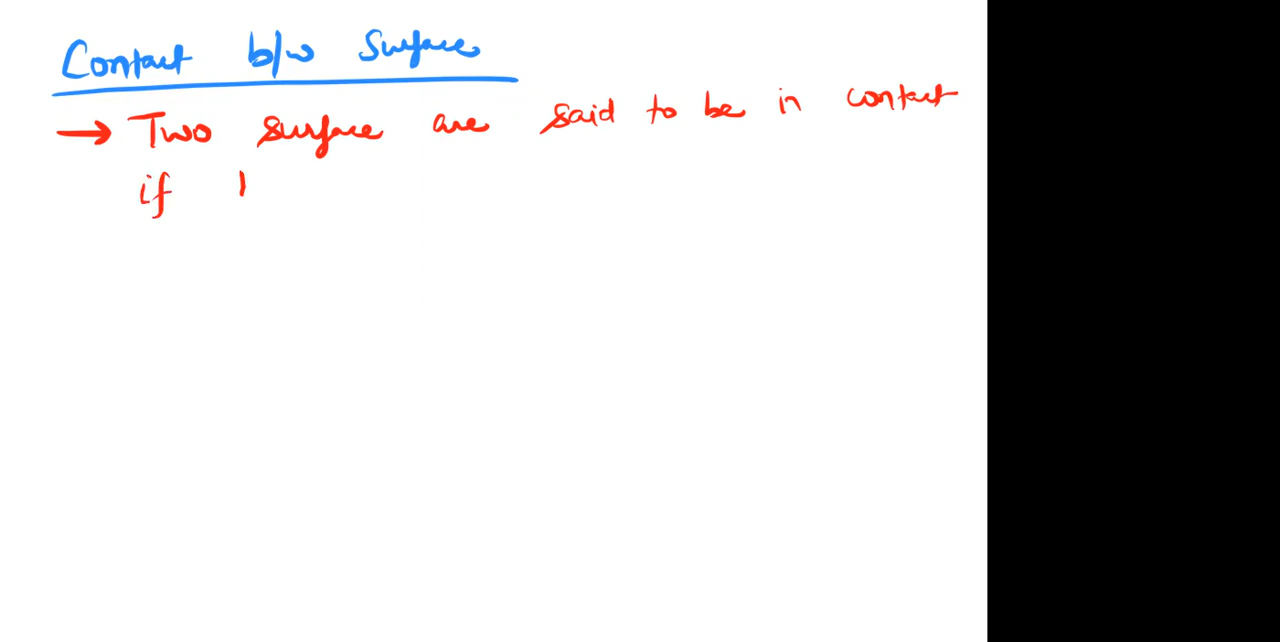 Contact b/w Surface
→ Two surface are said to be in contact
if